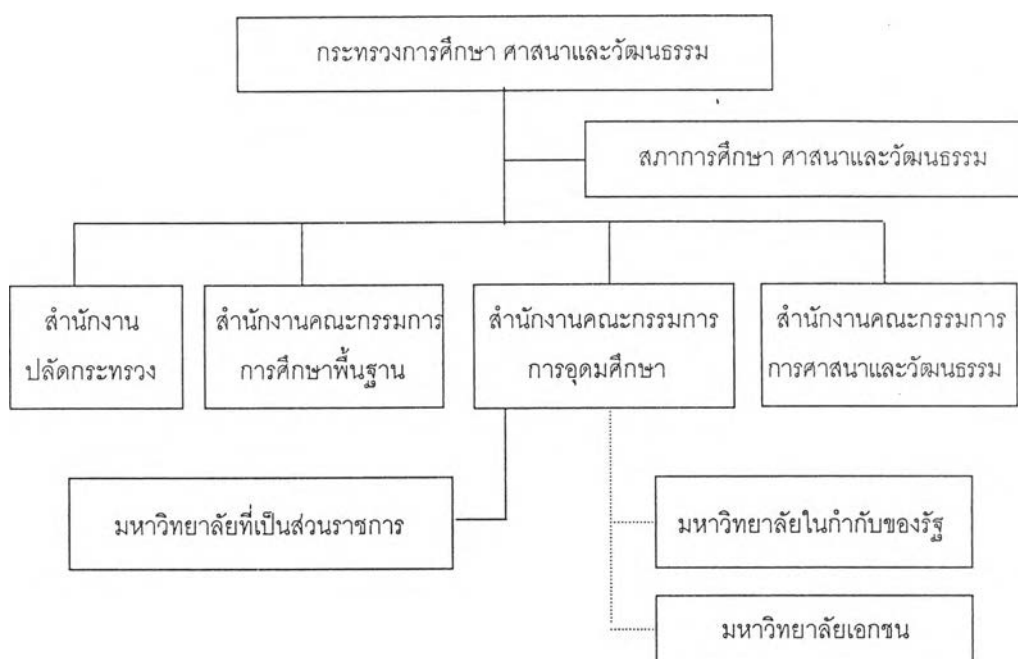 กระทรวงการศึกษา ศาสนาและวัฒนธรรม
สภาการศึกษา ศาสนาและวัฒนธรรม
สำนักงาน
ปลัดกระทรวง
สำนักงานคณะกรรมการ
การศึกษาพื้นฐาน
สำนักงานคณะกรรมการ
การอุดมศึกษา
สำนักงานคณะกรรมการ
การศาสนาและวัฒนธรรม
มหาวิทยาลัยที่เป็นส่วนราชการ
มหาวิทยาลัยในกำกับของรัฐ
มหาวิทยาลัยเอกชน